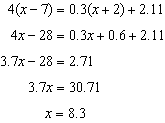 4(x − 7) = 0.3(x + 2) + 2.11
4x − 28 = 0.3x + 0.6 + 2.11
3.7x − 28 = 2.71
3.7x = 30.71
x = 8.3